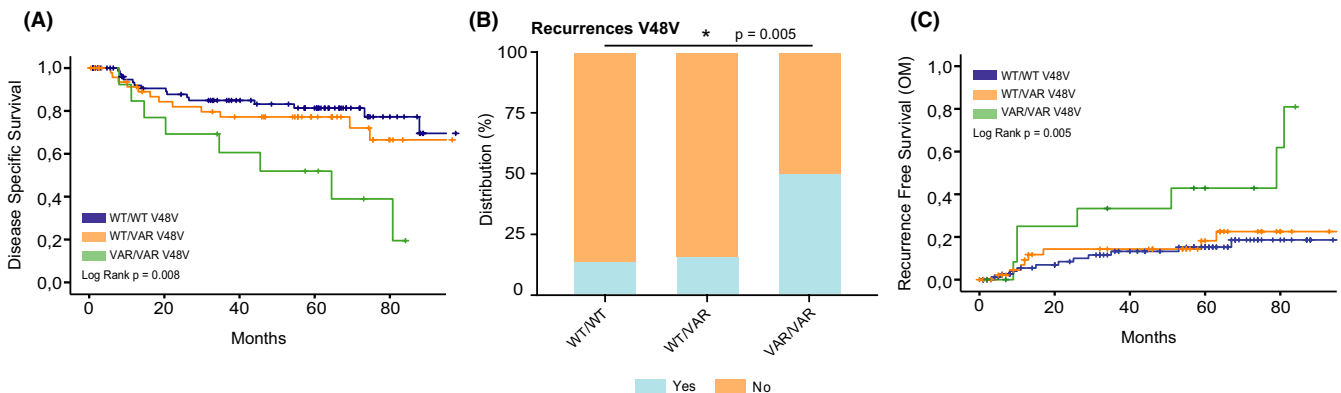 (A)
Disease Specific Survival
1,0
0,8
0,6
0,4
0,2
0,0
WT/WT V48V
WT/VAR V48V
VAR/VAR V48V
Log Rank p = 0.008
0
20
40
60
80
Months
(B)
Recurrences V48V
* p = 0.005
Distribution (%)
100
75
50
25
0
WT/WT
WT/VAR
VAR/VAR
Yes
No
(C)
Recurrence Free Survival (OM)
1,0
0,8
0,6
0,4
0,2
0,0
WT/WT V48V
WT/VAR V48V
VAR/VAR V48V
Log Rank p = 0.005
0
20
40
60
80
Months